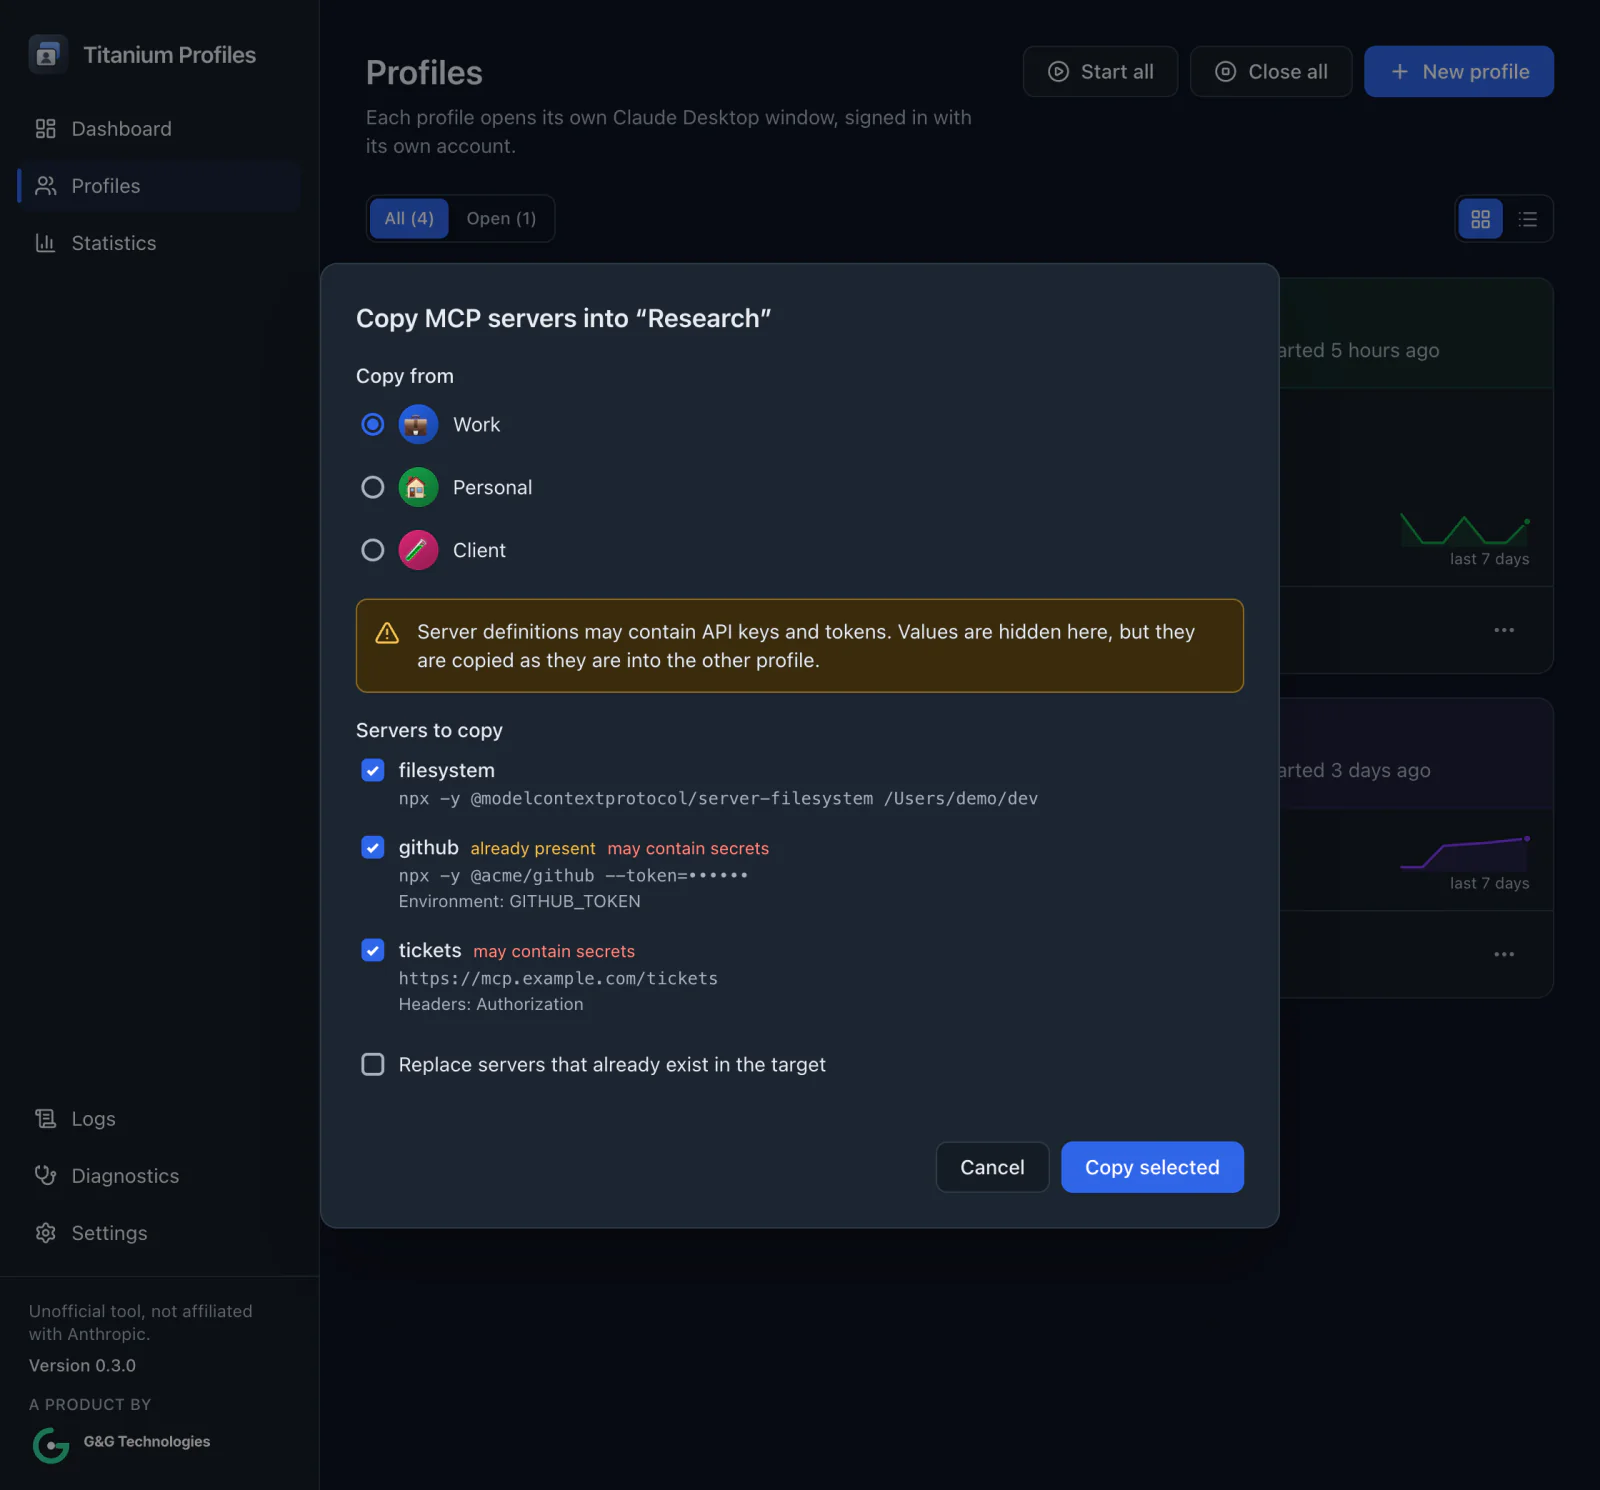 Titanium Profiles
Dashboard
Profiles
Statistics
Logs
Diagnostics
Settings
Unofficial tool, not affiliated
with Anthropic.
Version 0.3.0
A PRODUCT BY
G&G Technologies
Profiles
Each profile opens its own Claude Desktop window, signed in with
its own account.
Start all
Close all
+ New profile
All (4)
Open (1)
arted 5 hours ago
last 7 days
arted 3 days ago
last 7 days
Copy MCP servers into “Research”
Copy from
Work
Personal
Client
Server definitions may contain API keys and tokens. Values are hidden here, but they
are copied as they are into the other profile.
Servers to copy
filesystem
npx -y @modelcontextprotocol/server-filesystem /Users/demo/dev
github already present may contain secrets
npx -y @acme/github --token=••••••
Environment: GITHUB_TOKEN
tickets may contain secrets
https://mcp.example.com/tickets
Headers: Authorization
Replace servers that already exist in the target
Cancel
Copy selected